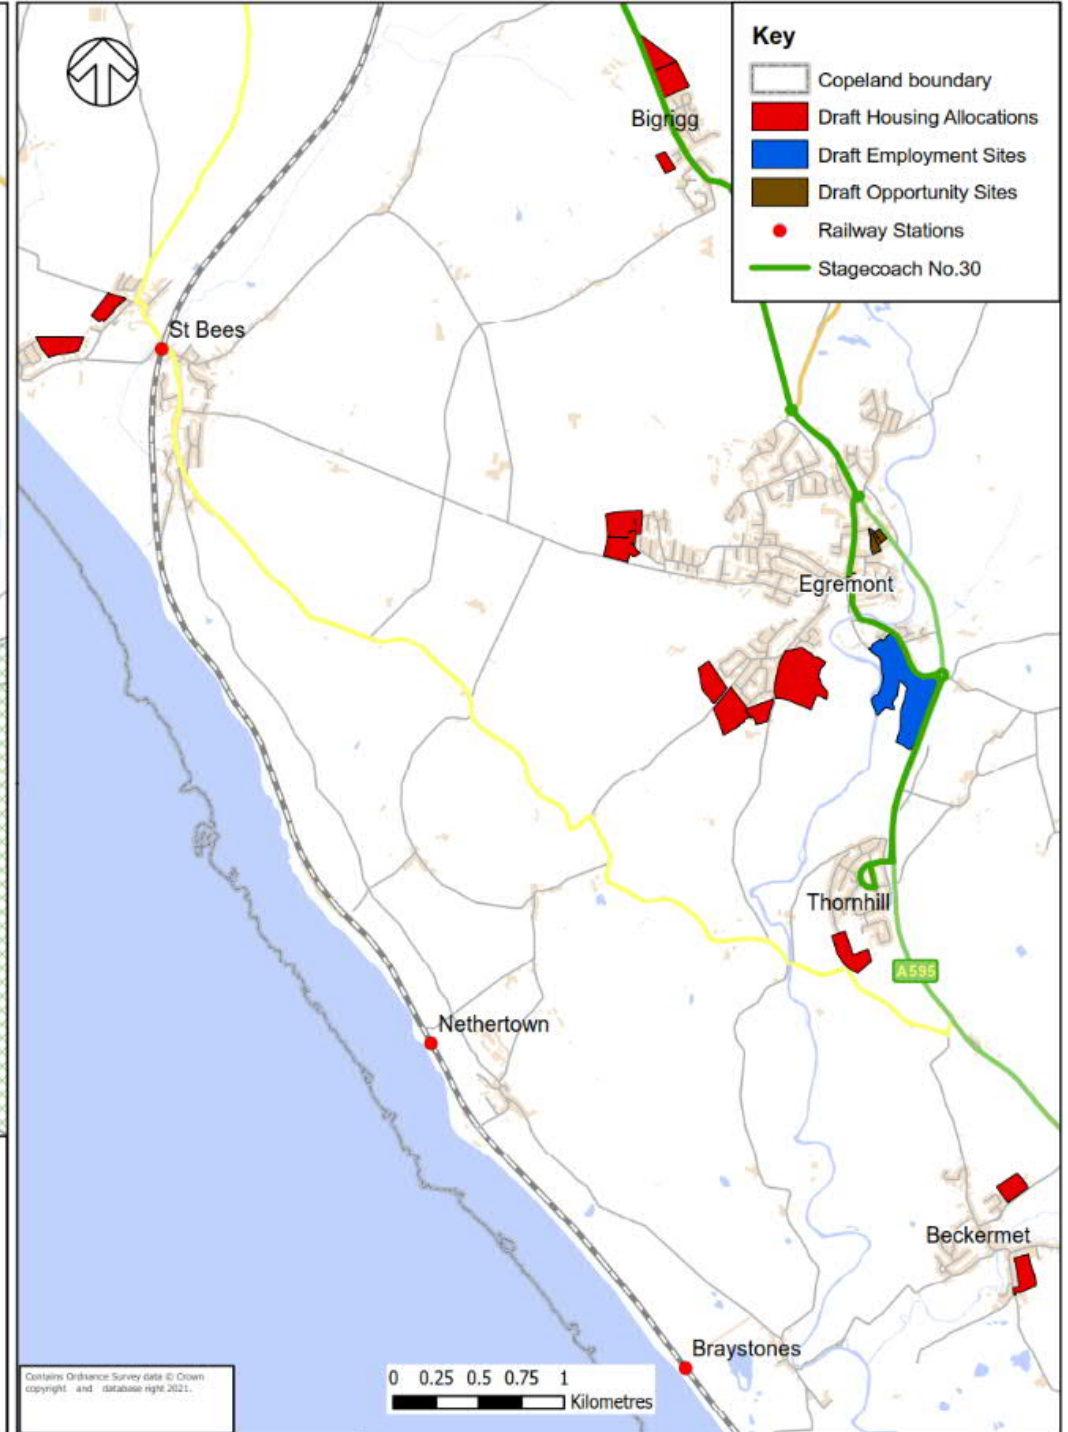 Key
Copeland boundary
Draft Housing Allocations
Draft Employment Sites
Draft Opportunity Sites
Railway Stations
Stagecoach No.30
Bigrigg
St Bees
Egremont
Thornhill
A595
Nethertown
Beckermet
Braystones
0 0.25 0.5 0.75 1
Kilometres
Contains Ordnance Survey data © Crown
copyright and database right 2021.